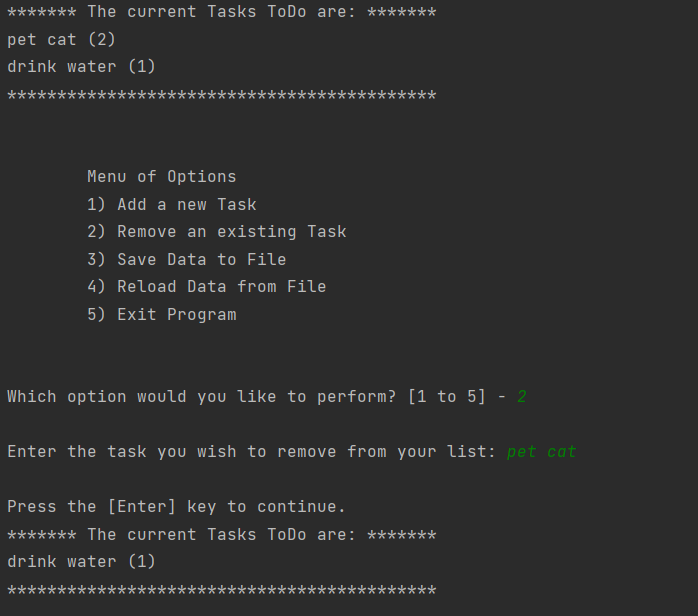 ******* The current Tasks ToDo are: *******
pet cat (2)
drink water (1)
*******************************************
Menu of Options
1) Add a new Task
2) Remove an existing Task
3) Save Data to File
4) Reload Data from File
5) Exit Program
Which option would you like to perform? [1 to 5] - 2
Enter the task you wish to remove from your list: pet cat
Press the [Enter] key to continue.
******* The current Tasks ToDo are: *******
drink water (1)
*******************************************